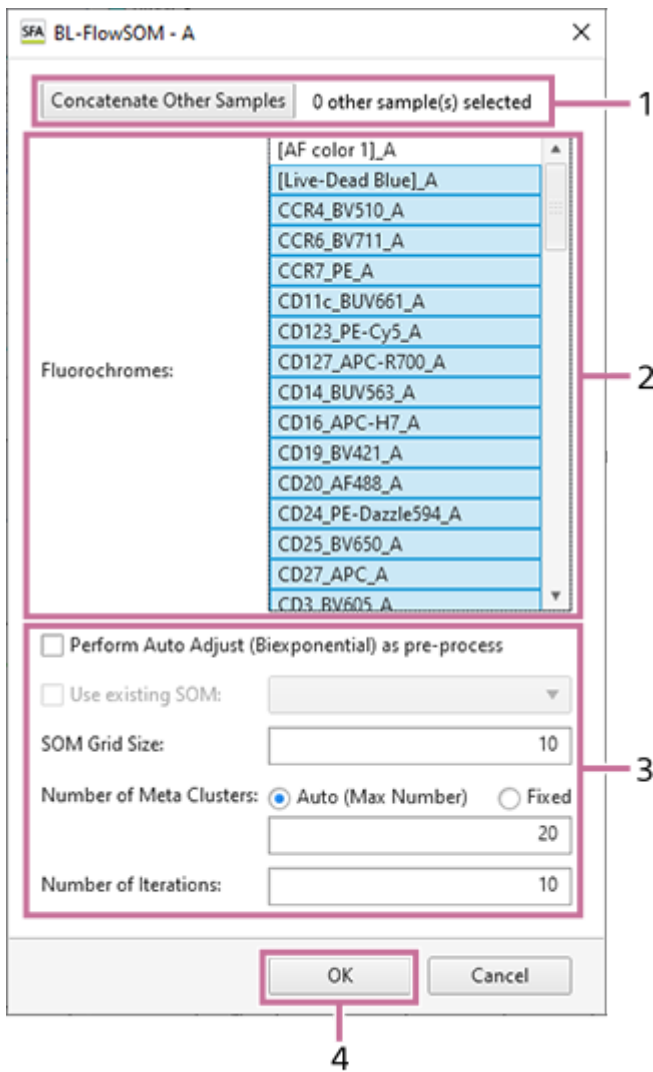 SFA BL-FlowSOM - A
Concatenate Other Samples 0 other sample(s) selected 1
[AF color 1]_A
[Live-Dead Blue]_A
CCR4_BV510_A
CCR6_BV711_A
CCR7_PE_A
CD11c_BUV661_A
CD123_PE-Cy5_A
Fluorochromes: CD127_APC-R700_A 2
CD14_BUV563_A
CD16_APC-H7_A
CD19_BV421_A
CD20_AF488_A
CD24_PE-Dazzle594_A
CD25_BV650_A
CD27_APC_A
CD3_BV605_A
Perform Auto Adjust (Biexponential) as pre-process
Use existing SOM:
SOM Grid Size: 10
3
Number of Meta Clusters: Auto (Max Number) Fixed
20
Number of Iterations: 10
OK Cancel
4